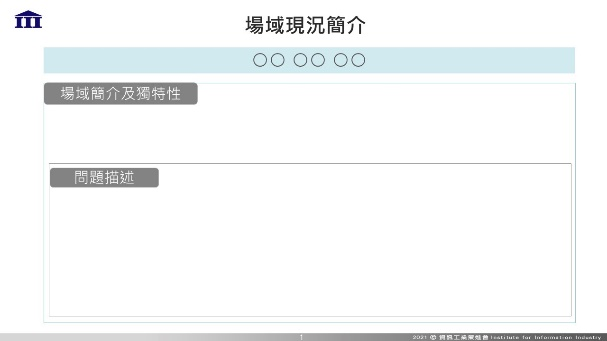 場域現況簡介
○○ ○○ ○○
場域簡介及獨特性
問題描述
1
2021 © 資訊工業策進會 Institute for Information Industry